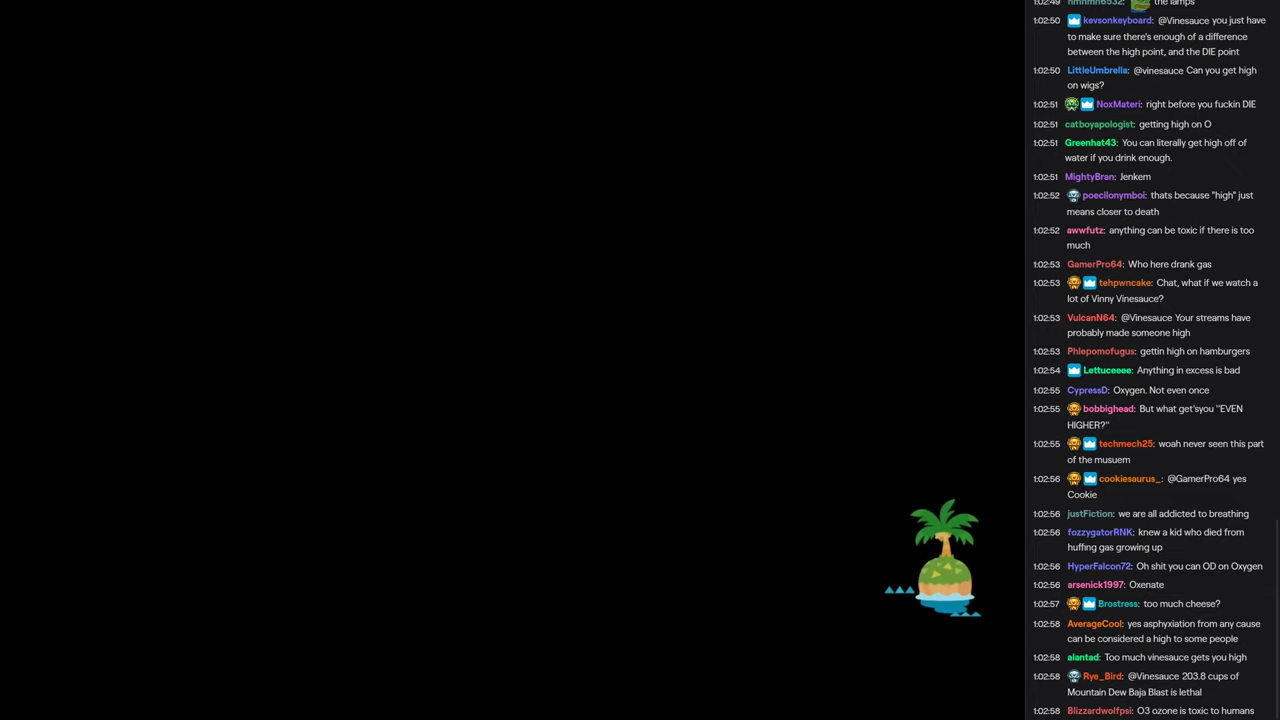 1:02:49 nmnmn6532: the lamps
1:02:50 kevsonkeyboard: @Vinesauce you just have
to make sure there's enough of a difference
between the high point, and the DIE point
1:02:50 LittleUmbrella: @vinesauce Can you get high
on wigs?
1:02:51 NoxMateri: right before you fuckin DIE
1:02:51 catboyapologist: getting high on O
1:02:51 Greenhat43: You can literally get high off of
water if you drink enough.
1:02:51 MightyBran: Jenkem
1:02:52 poecilonymboi: thats because "high" just
means closer to death
1:02:52 awwfutz: anything can be toxic if there is too
much
1:02:53 GamerPro64: Who here drank gas
1:02:53 tehpwncake: Chat, what if we watch a
lot of Vinny Vinesauce?
1:02:53 VulcanN64: @Vinesauce Your streams have
probably made someone high
1:02:53 Phlepomofugus: gettin high on hamburgers
1:02:54 Lettuceeee: Anything in excess is bad
1:02:55 CypressD: Oxygen. Not even once
1:02:55 bobbighead: But what get'syou "EVEN
HIGHER?"
1:02:55 techmech25: woah never seen this part
of the musuem
1:02:56 cookiesaurus_: @GamerPro64 yes
Cookie
1:02:56 justFiction: we are all addicted to breathing
1:02:56 fozzygatorRNK: knew a kid who died from
huffing gas growing up
1:02:56 HyperFalcon72: Oh shit you can OD on Oxygen
1:02:56 arsenick1997: Oxenate
1:02:57 Brostress: too much cheese?
1:02:58 AverageCool: yes asphyxiation from any cause
can be considered a high to some people
1:02:58 alantad: Too much vinesauce gets you high
1:02:58 Rye_Bird: @Vinesauce 203.8 cups of
Mountain Dew Baja Blast is lethal
1:02:58 Blizzardwolfpsi: O3 ozone is toxic to humans